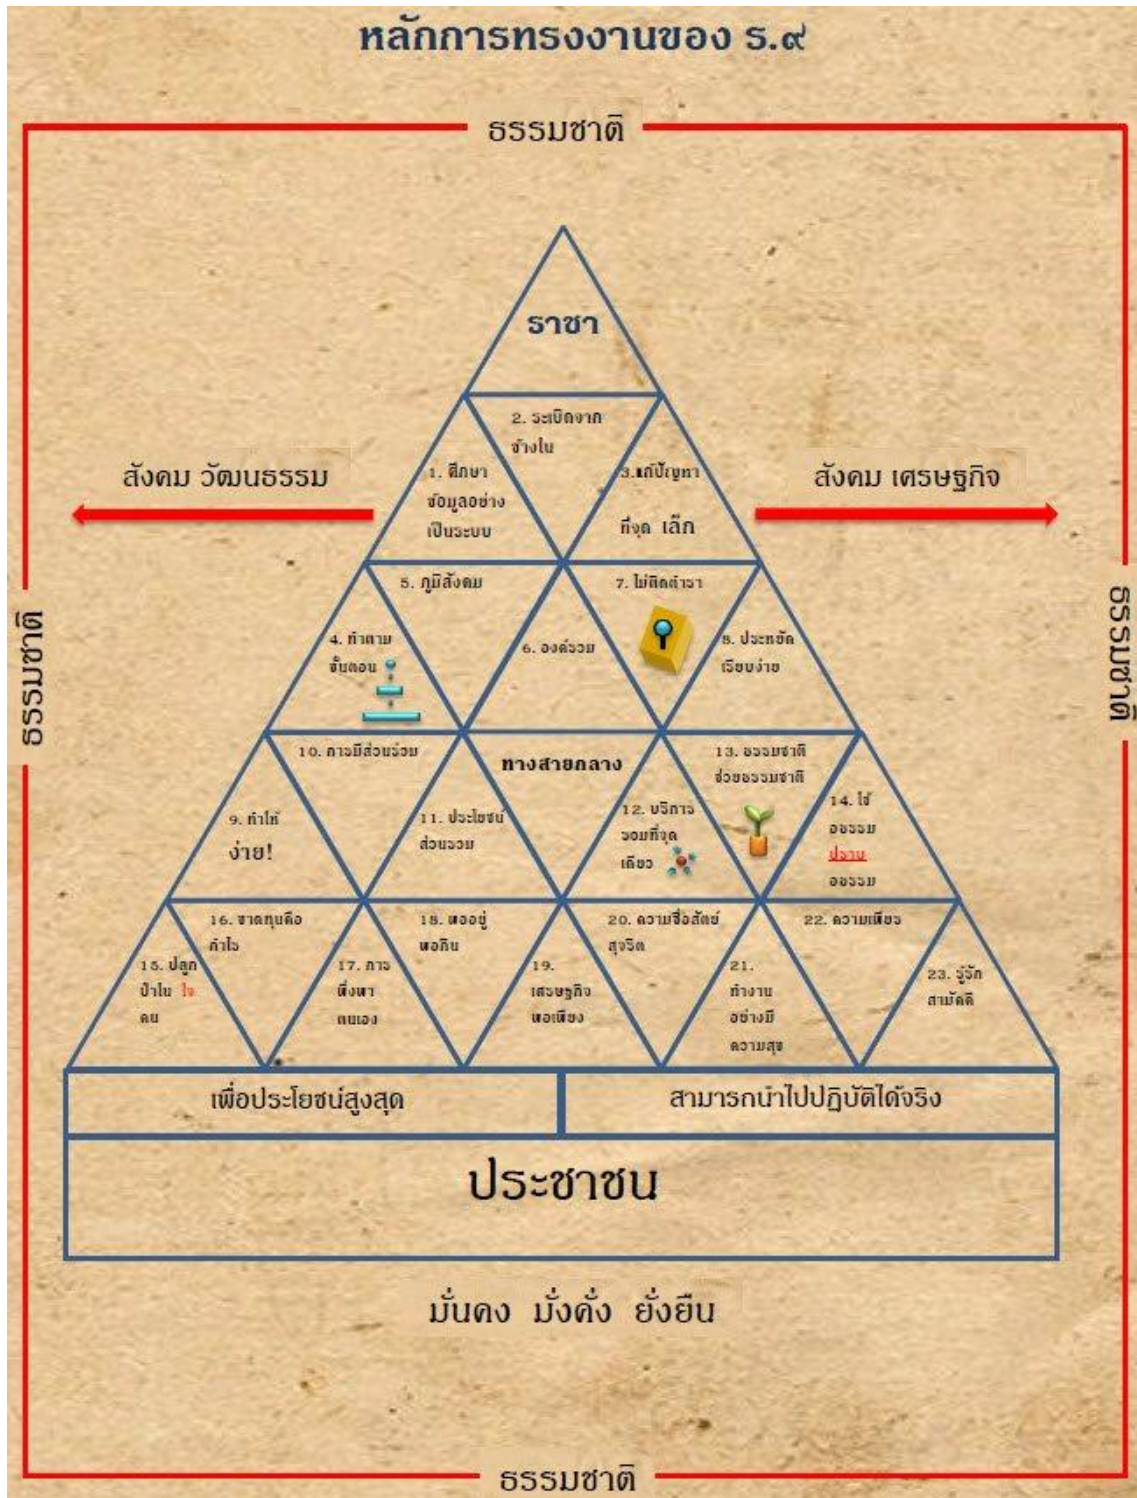 หลักการทรงงานของ ร.๙
ธรรมชาติ
ราชา
2. ระเบิดจาก
ข้างใน
สังคม วัฒนธรรม
1. ศึกษา
ข้อมูลอย่าง
เป็นระบบ
3.แก้ปัญหา
ที่จุด เล็ก
สังคม เศรษฐกิจ
5. ภูมิสังคม
7. ไม่ติดตำรา
4. ทำตาม
ขั้นตอน
6. องค์รวม
8. ประหยัด
เรียบง่าย
ธรรมชาติ
ธรรมชาติ
10. การมีส่วนร่วม
ทางสายกลาง
13. ธรรมชาติ
ช่วยธรรมชาติ
9. ทำให้
ง่าย!
11. ประโยชน์
ส่วนรวม
12. บริการ
รวมที่จุด
เดียว
14. ใช้
อธรรม
ปราบ
อธรรม
16. ขาดทุนคือ
กำไร
18. พออยู่
พอกิน
20. ความซื่อสัตย์
สุจริต
22. ความเพียร
15. ปลูก
ป่าใน ใจ
คน
17. การ
พึ่งพา
ตนเอง
19.
เศรษฐกิจ
พอเพียง
21.
ทำงาน
อย่างมี
ความสุข
23. รู้รัก
สามัคคี
เพื่อประโยชน์สูงสุด
สามารถนำไปปฏิบัติได้จริง
ประชาชน
มั่นคง มั่งคั่ง ยั่งยืน
ธรรมชาติ